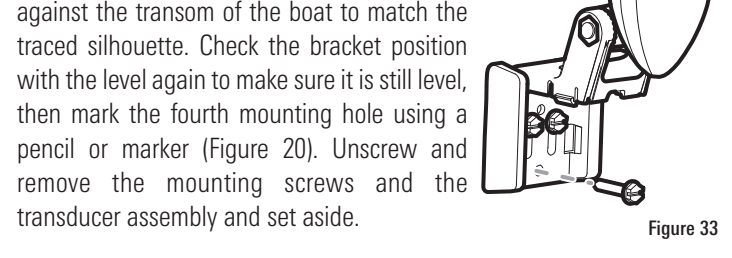 against the transom of the boat to match the
traced silhouette. Check the bracket position
with the level again to make sure it is still level,
then mark the fourth mounting hole using a
pencil or marker (Figure 20). Unscrew and
remove the mounting screws and the
transducer assembly and set aside.
Figure 33